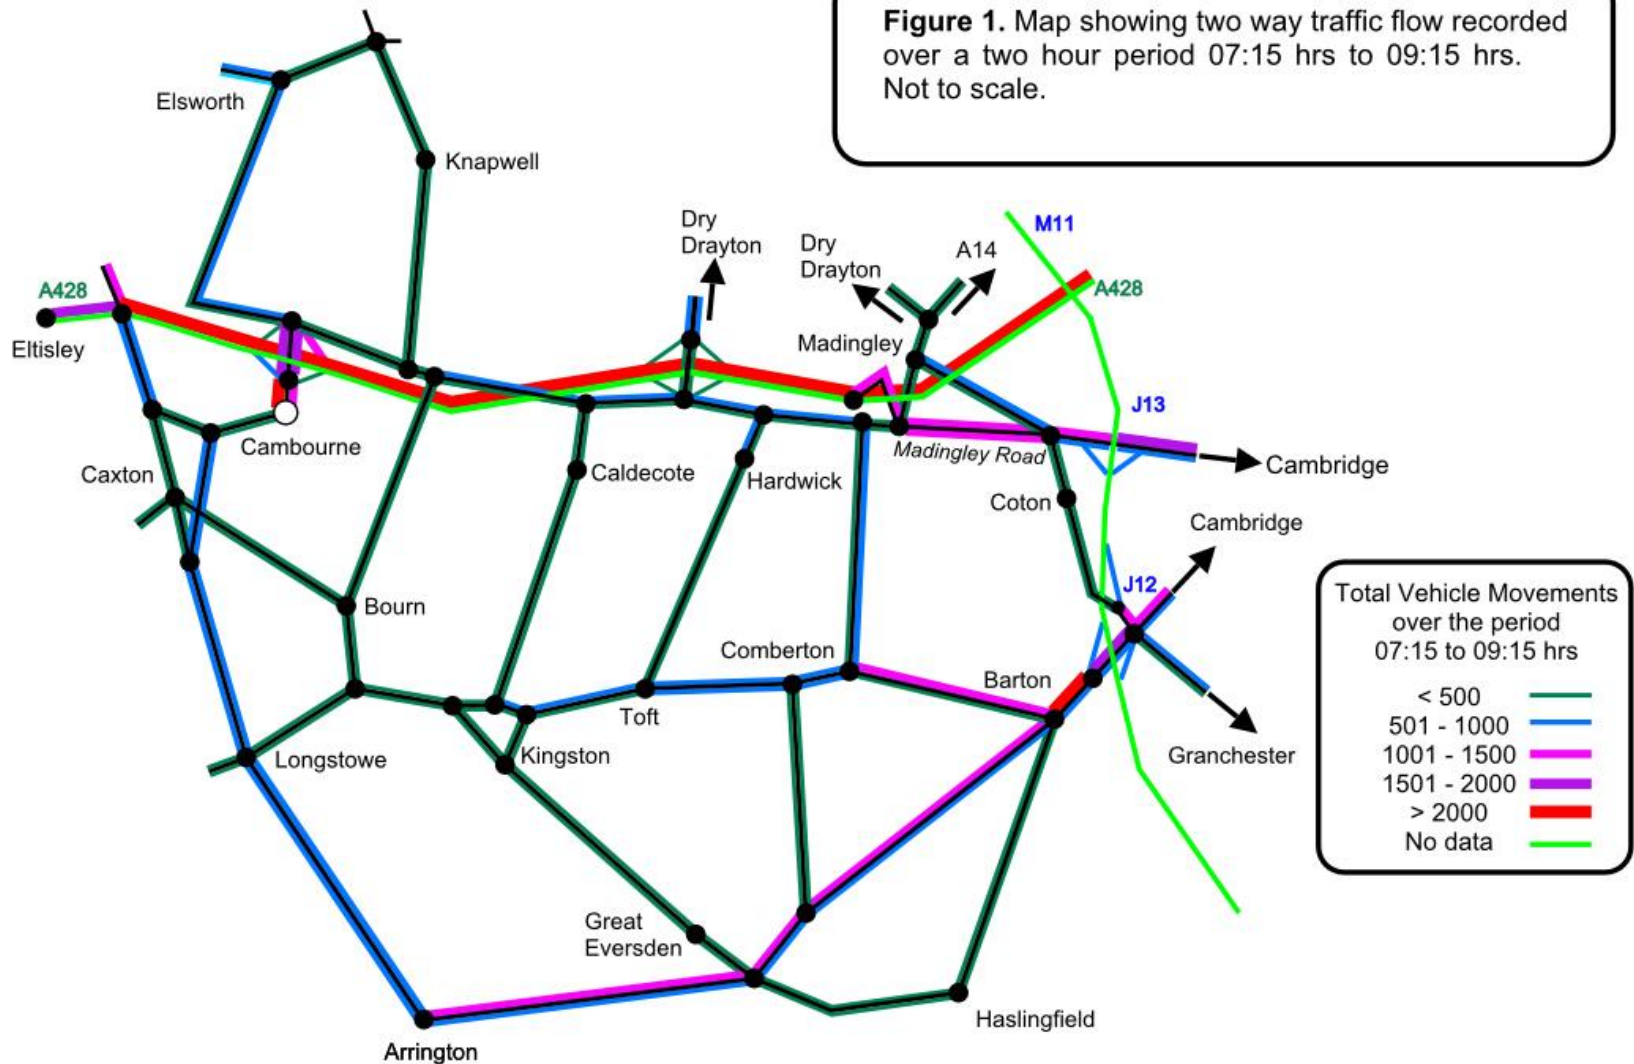 Figure 1. Map showing two way traffic flow recorded
over a two hour period 07:15 hrs to 09:15 hrs.
Not to scale.
Elsworth
Knapwell
Dry
Drayton
Dry
Drayton
A14
M11
A428
A428
Eltisley
Madingley
J13
Cambourne
Madingley Road
Cambridge
Caxton
Caldecote
Hardwick
Coton
Cambridge
J12
Bourn
Comberton
Barton
Toft
Longstowe
Kingston
Granchester
Great
Eversden
Haslingfield
Arrington
Total Vehicle Movements
over the period
07:15 to 09:15 hrs
< 500
501 - 1000
1001 - 1500
1501 - 2000
> 2000
No data